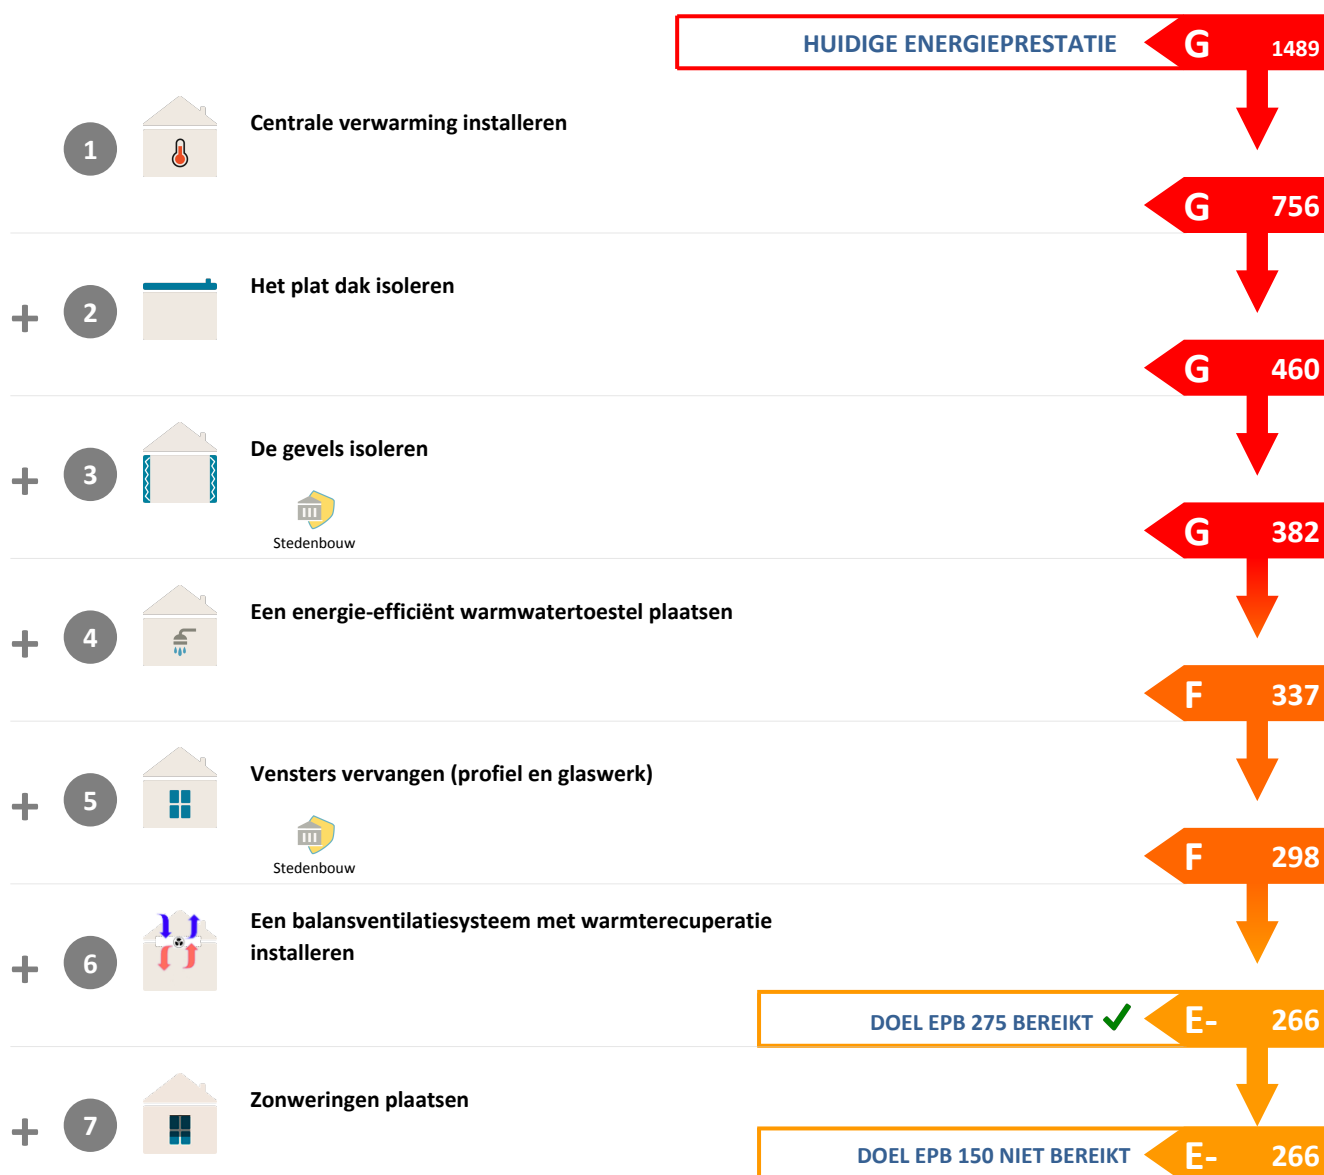 HUIDIGE ENERGIEPRESTATIE G 1489
1 Centrale verwarming installeren
G 756
+ 2 Het plat dak isoleren
G 460
+ 3 De gevels isoleren
Stedenbouw
G 382
+ 4 Een energie-efficiënt warmwatertoestel plaatsen
F 337
+ 5 Vensters vervangen (profiel en glaswerk)
Stedenbouw
F 298
+ 6 Een balansventilatiesysteem met warmterecuperatie
installeren
DOEL EPB 275 BEREIKT ✓ E- 266
+ 7 Zonweringen plaatsen
DOEL EPB 150 NIET BEREIKT E- 266